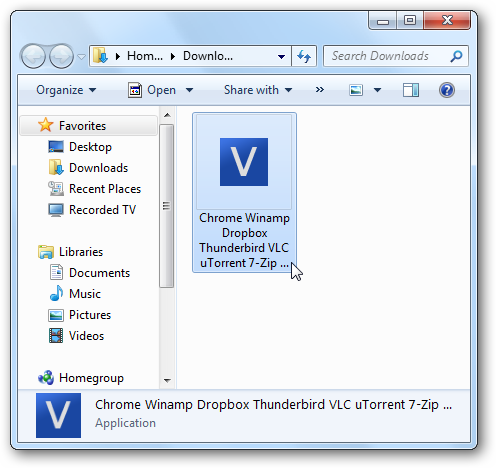 Hom... Downlo... Search Downloads
Organize Open Share with »
Favorites
Desktop
Downloads
Recent Places
Recorded TV
Libraries
Documents
Music
Pictures
Videos
Homegroup
V
Chrome Winamp
Dropbox
Thunderbird VLC
uTorrent 7-Zip ...
V
Chrome Winamp Dropbox Thunderbird VLC uTorrent 7-Zip ...
Application